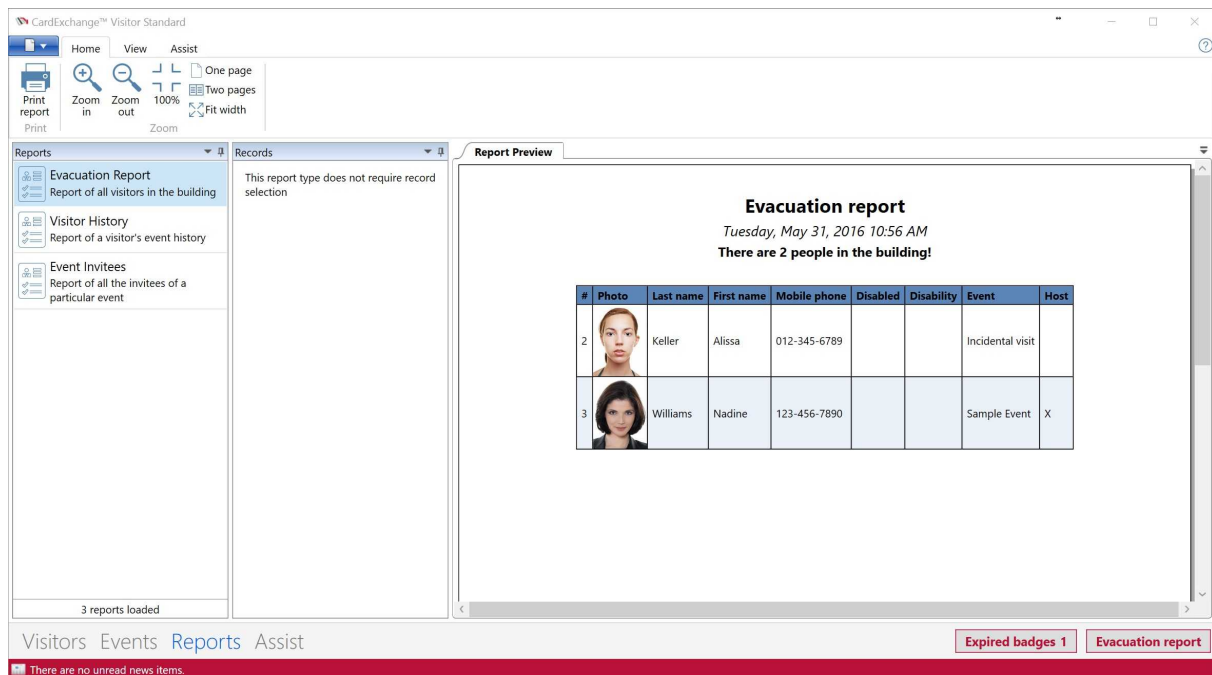 CardExchange™ Visitor Standard
Home View Assist
Print report
Zoom in
Zoom out
100%
One page
Two pages
Fit width
Print
Zoom
Reports
Evacuation Report
Report of all visitors in the building
Visitor History
Report of a visitor's event history
Event Invitees
Report of all the invitees of a
particular event
3 reports loaded
Records
This report type does not require record
selection
Report Preview
Evacuation report
Tuesday, May 31, 2016 10:56 AM
There are 2 people in the building!
# Photo Last name First name Mobile phone Disabled Disability Event Host
2 Keller Alissa 012-345-6789 Incidental visit
3 Williams Nadine 123-456-7890 Sample Event X
Visitors Events Reports Assist
Expired badges 1
Evacuation report
There are no unread news items.